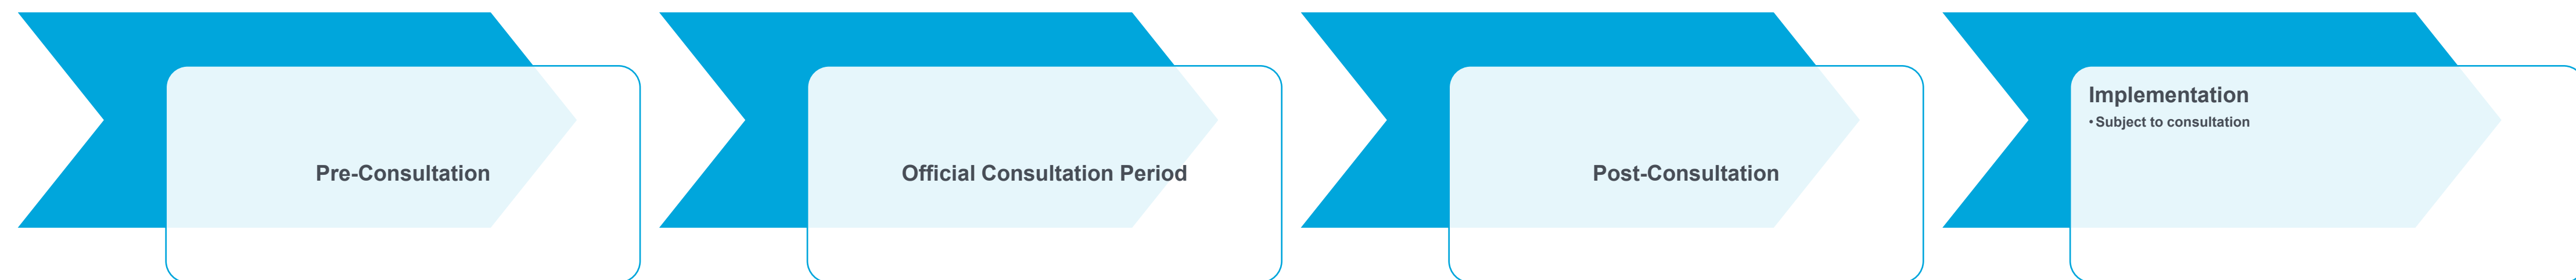 Pre-Consultation
Official Consultation Period
Post-Consultation
Implementation
• Subject to consultation